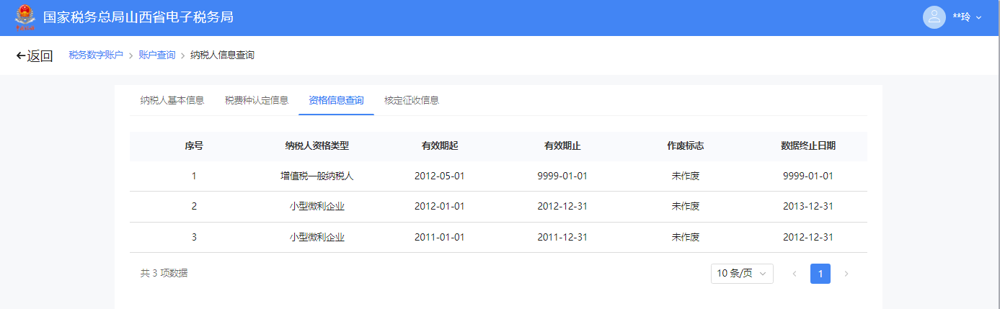 国家税务总局山西省电子税务局 **玲
返回 税务数字账户 > 账户查询 > 纳税人信息查询
纳税人基本信息 税费种认定信息 资格信息查询 核定征收信息
序号 纳税人资格类型 有效期起 有效期止 作废标志 数据终止日期
1 增值税一般纳税人 2012-05-01 9999-01-01 未作废 9999-01-01
2 小型微利企业 2012-01-01 2012-12-31 未作废 2013-12-31
3 小型微利企业 2011-01-01 2011-12-31 未作废 2012-12-31
共 3 项数据 10 条/页 < 1 >